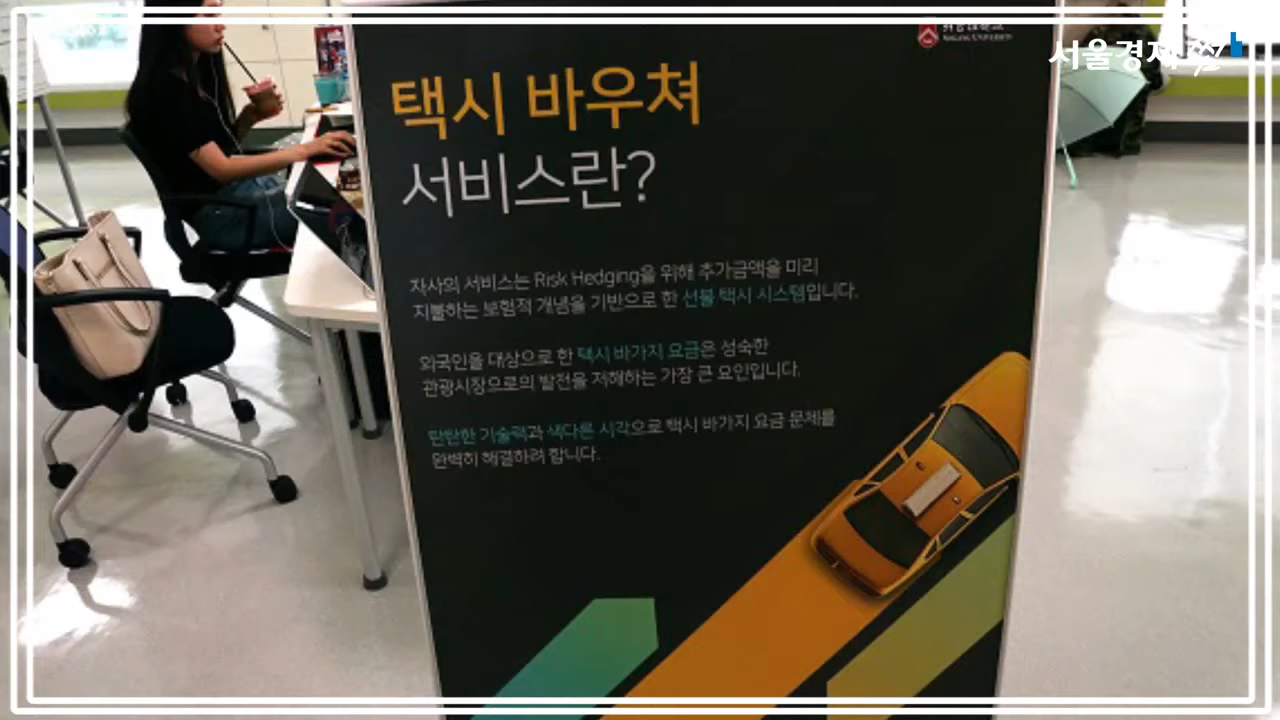 서울경제 썰
택시 바우쳐
서비스란?
자사의 서비스는 Risk Hedging을 위해 추가금액을 미리
지불하는 보험적 개념을 기반으로 한 선불 택시 시스템입니다.
외국인을 대상으로 한 택시 바가지 요금은 성숙한
관광시장으로의 발전을 저해하는 가장 큰 요인입니다.
탄탄한 기술력과 색다른 시각으로 택시 바가지 요금 문제를
완벽히 해결하려 합니다.